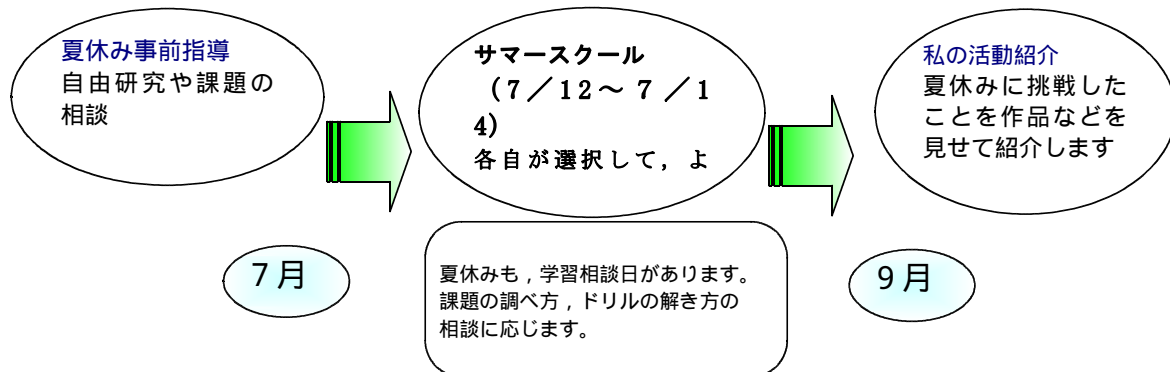 夏休み事前指導
自由研究や課題の
相談
サマースクール
(7/12～7/1
4)
各自が選択して，よ
私の活動紹介
夏休みに挑戦した
ことを作品などを
見せて紹介します
7月
夏休みも，学習相談日があります。
課題の調べ方，ドリルの解き方の
相談に応じます。
9月